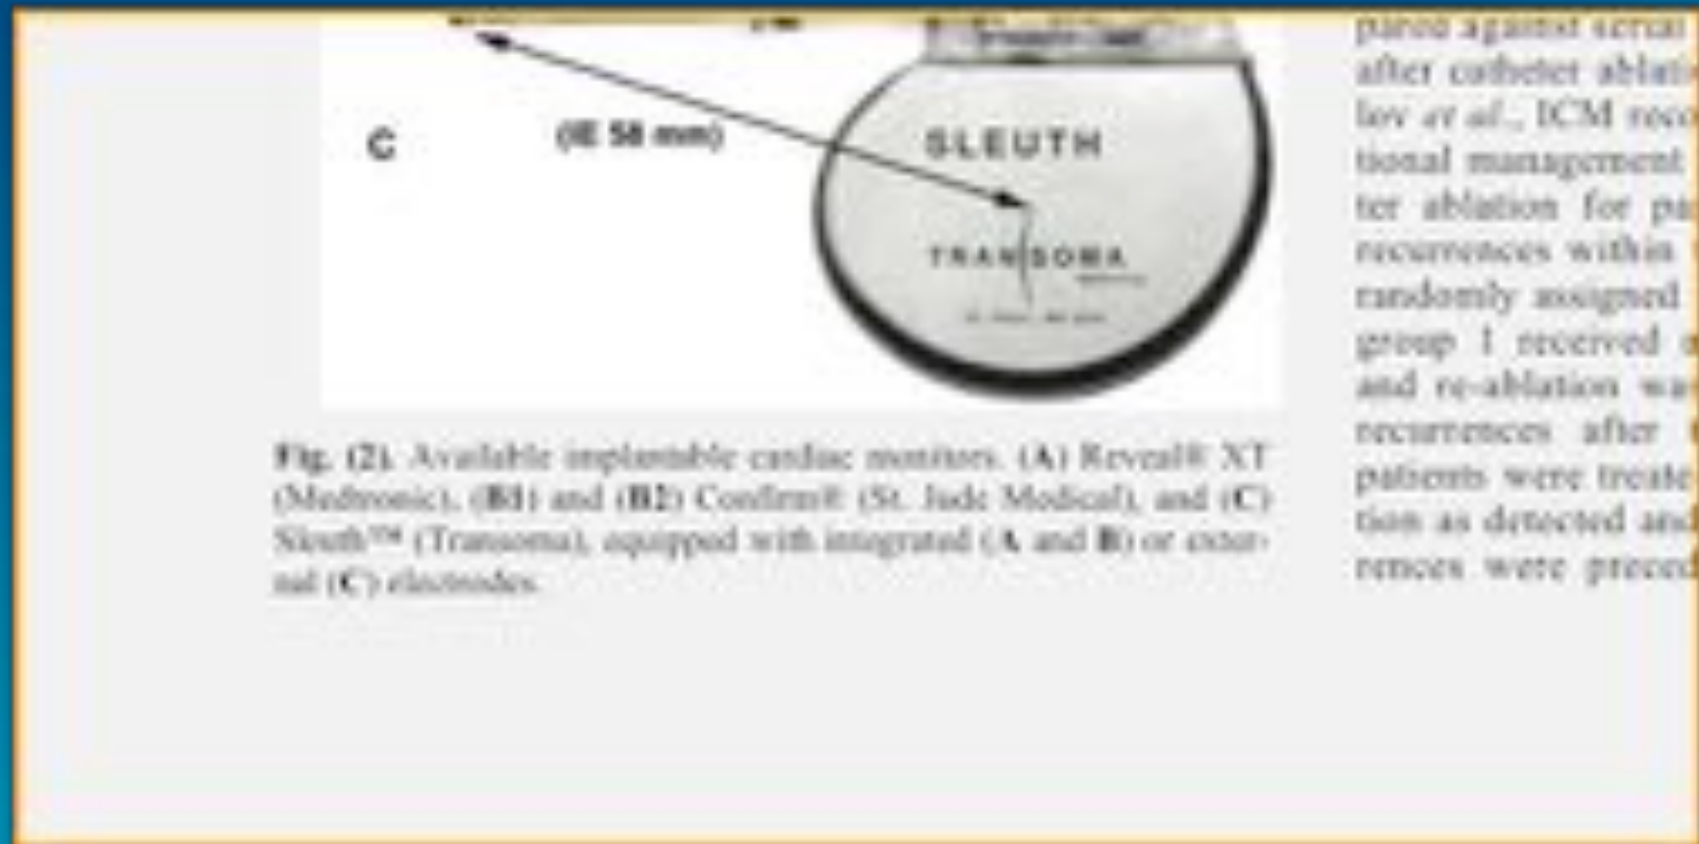 C
(IE 58 mm)
SLEUTH
TRANSOMA
Fig. (2). Available implantable cardiac monitors. (A) Reveal® XT
(Medtronic), (B1) and (B2) Confirm® (St. Jude Medical), and (C)
Sleuth™ (Transoma), equipped with integrated (A and B) or exter-
nal (C) electrodes.
pared against serial
after catheter ablati
lov et al., ICM reco
tional management
ter ablation for pa
recurrences within
randomly assigned
group I received
and re-ablation wa
recurrences after
patients were treate
tion as detected and
rences were preced